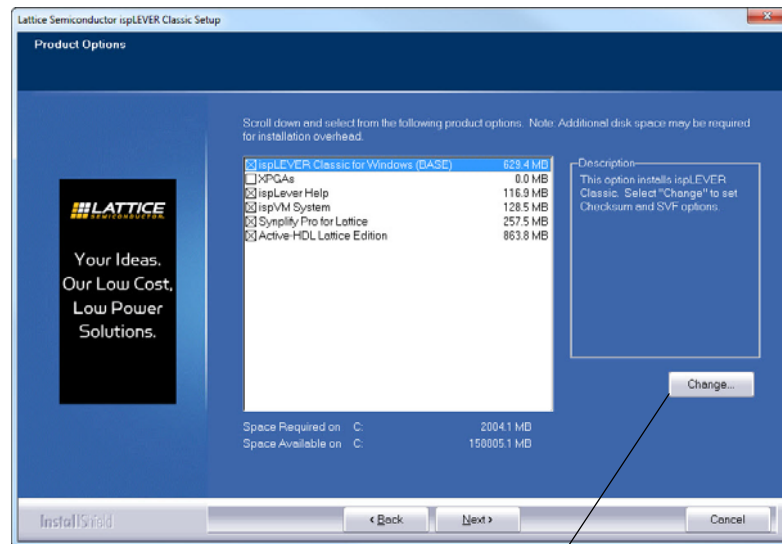 Lattice Semiconductor ispLEVER Classic Setup
Product Options
Scroll down and select from the following product options. Note: Additional disk space may be required
for installation overhead.
ispLEVER Classic for Windows (BASE) 629.4 MB
XPGAs 0.0 MB
ispLever Help 116.9 MB
ispVM System 128.5 MB
Synplify Pro for Lattice 257.5 MB
Active-HDL Lattice Edition 863.8 MB
Description
This option installs ispLEVER
Classic. Select "Change" to set
Checksum and SVF options.
LATTICE
SEMICONDUCTOR.
Your Ideas.
Our Low Cost,
Low Power
Solutions.
Change...
Space Required on C: 2004.1 MB
Space Available on C: 150805.1 MB
InstallShield
< Back
Next >
Cancel